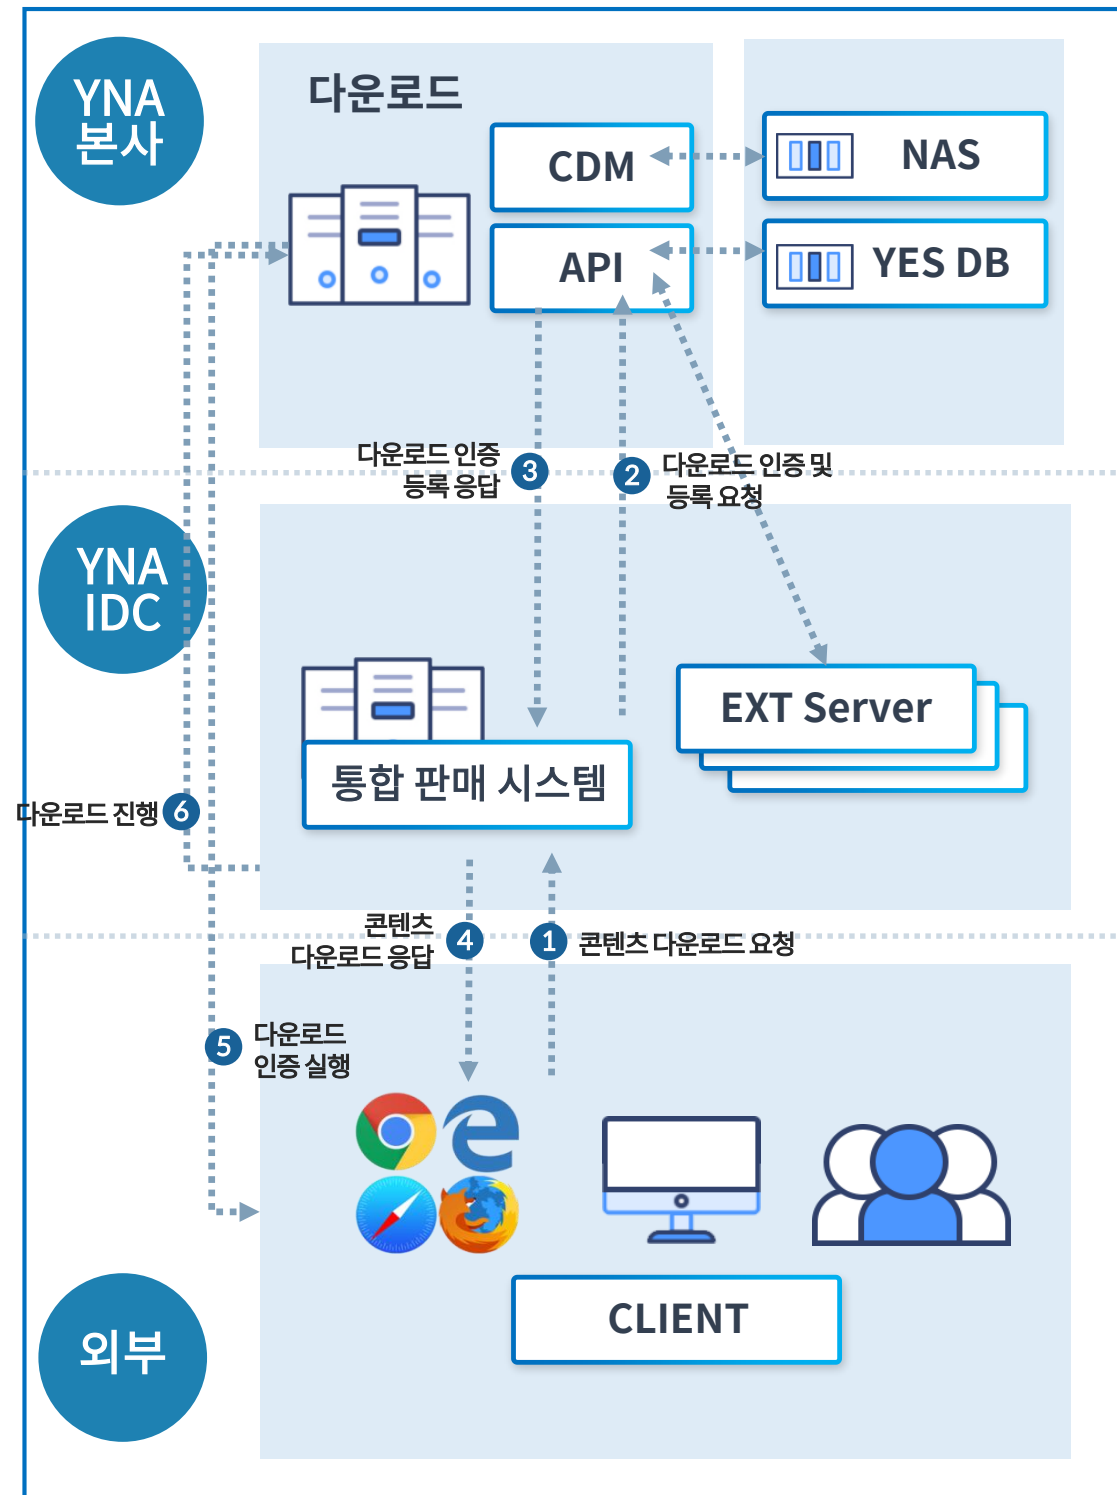 YNA
본사
다운로드
CDM
API
NAS
YES DB
다운로드 인증
등록 응답
3
2
다운로드 인증 및
등록 요청
YNA
IDC
EXT Server
통합 판매 시스템
다운로드 진행
6
콘텐츠
다운로드 응답
4
1
콘텐츠 다운로드 요청
5
다운로드
인증 실행
CLIENT
외부